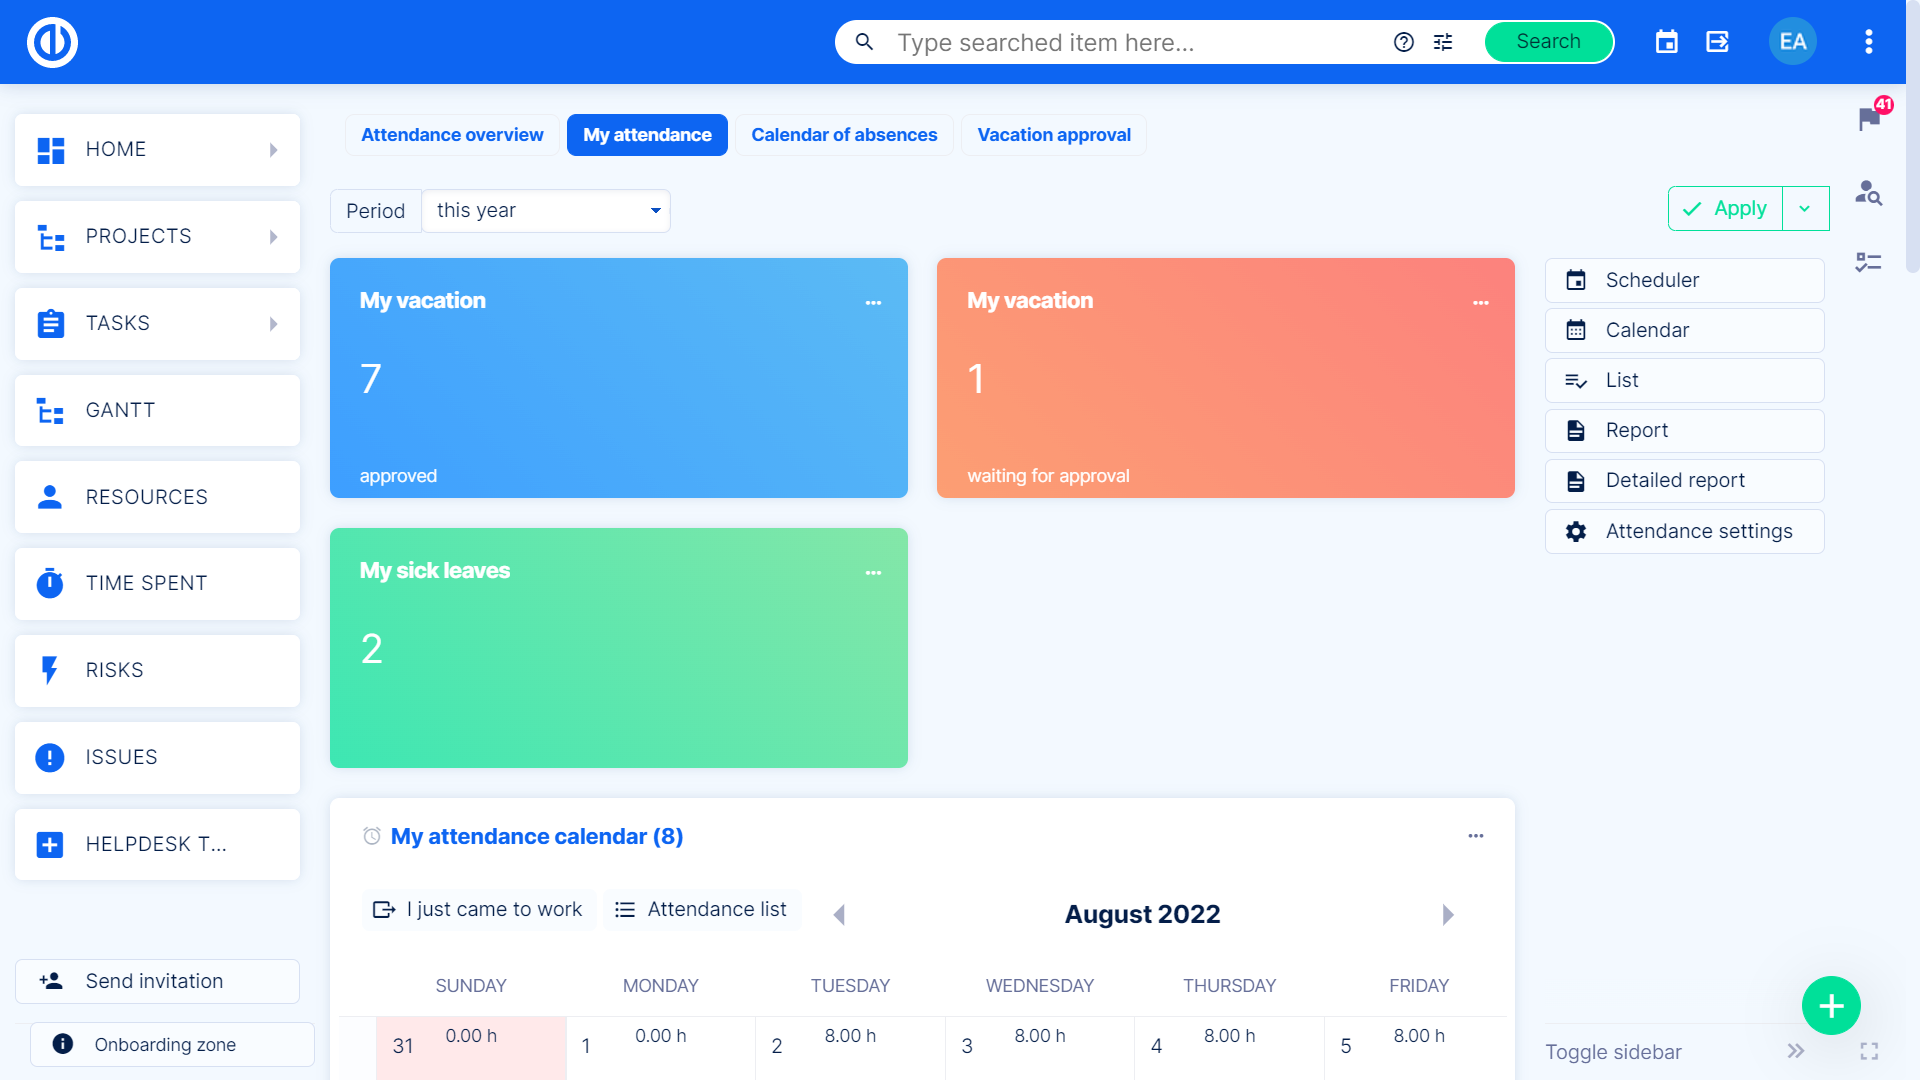 Type searched item here...
Search
EA
41
HOME
PROJECTS
TASKS
GANTT
RESOURCES
TIME SPENT
RISKS
ISSUES
HELPDESK T...
Send invitation
Onboarding zone
Attendance overview
My attendance
Calendar of absences
Vacation approval
Period
this year
Apply
My vacation
7
approved
My vacation
1
waiting for approval
My sick leaves
2
Scheduler
Calendar
List
Report
Detailed report
Attendance settings
My attendance calendar (8)
I just came to work
Attendance list
August 2022
SUNDAY MONDAY TUESDAY WEDNESDAY THURSDAY FRIDAY
31 0.00 h 1 0.00 h 2 8.00 h 3 8.00 h 4 8.00 h 5 8.00 h
Toggle sidebar